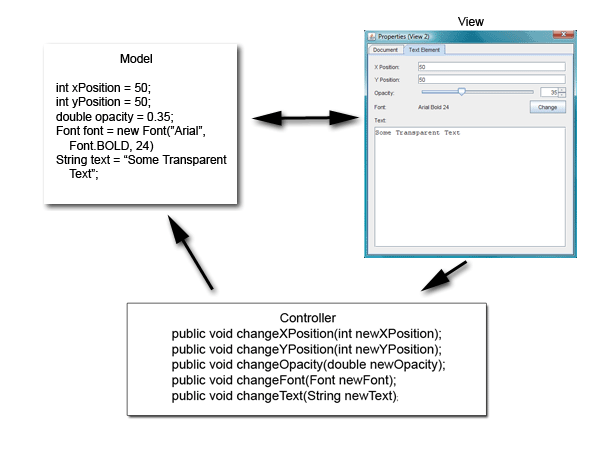 Model
int xPosition = 50;
int yPosition = 50;
double opacity = 0.35;
Font font = new Font("Arial",
Font.BOLD, 24)
String text = “Some Transparent
Text”;
View
Properties (View 2)
Document Text Element
X Position: 50
Y Position: 50
Opacity: 35
Font: Arial Bold 24 Change
Text:
Some Transparent Text
Controller
public void changeXPosition(int newXPosition);
public void changeYPosition(int newYPosition);
public void changeOpacity(double newOpacity);
public void changeFont(Font newFont);
public void changeText(String newText);